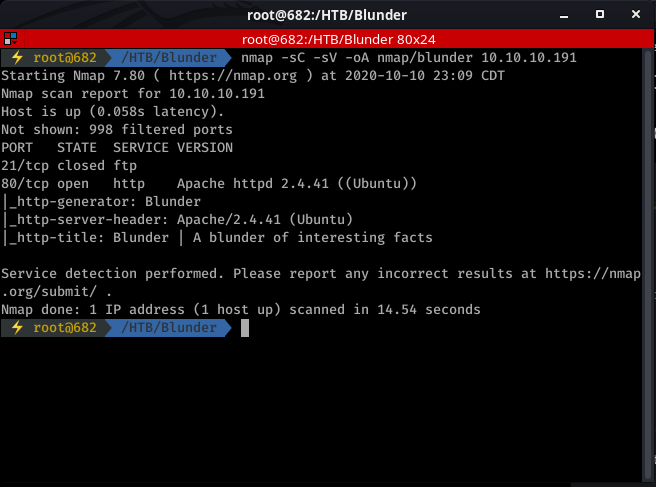 root@682:/HTB/Blunder
root@682:/HTB/Blunder 80x24
⚡ root@682 /HTB/Blunder nmap -sC -sV -oA nmap/blunder 10.10.10.191
Starting Nmap 7.80 ( https://nmap.org ) at 2020-10-10 23:09 CDT
Nmap scan report for 10.10.10.191
Host is up (0.058s latency).
Not shown: 998 filtered ports
PORT   STATE  SERVICE VERSION
21/tcp closed ftp
80/tcp open   http    Apache httpd 2.4.41 ((Ubuntu))
|_http-generator: Blunder
|_http-server-header: Apache/2.4.41 (Ubuntu)
|_http-title: Blunder | A blunder of interesting facts
Service detection performed. Please report any incorrect results at https://nmap
.org/submit/ .
Nmap done: 1 IP address (1 host up) scanned in 14.54 seconds
⚡ root@682 /HTB/Blunder